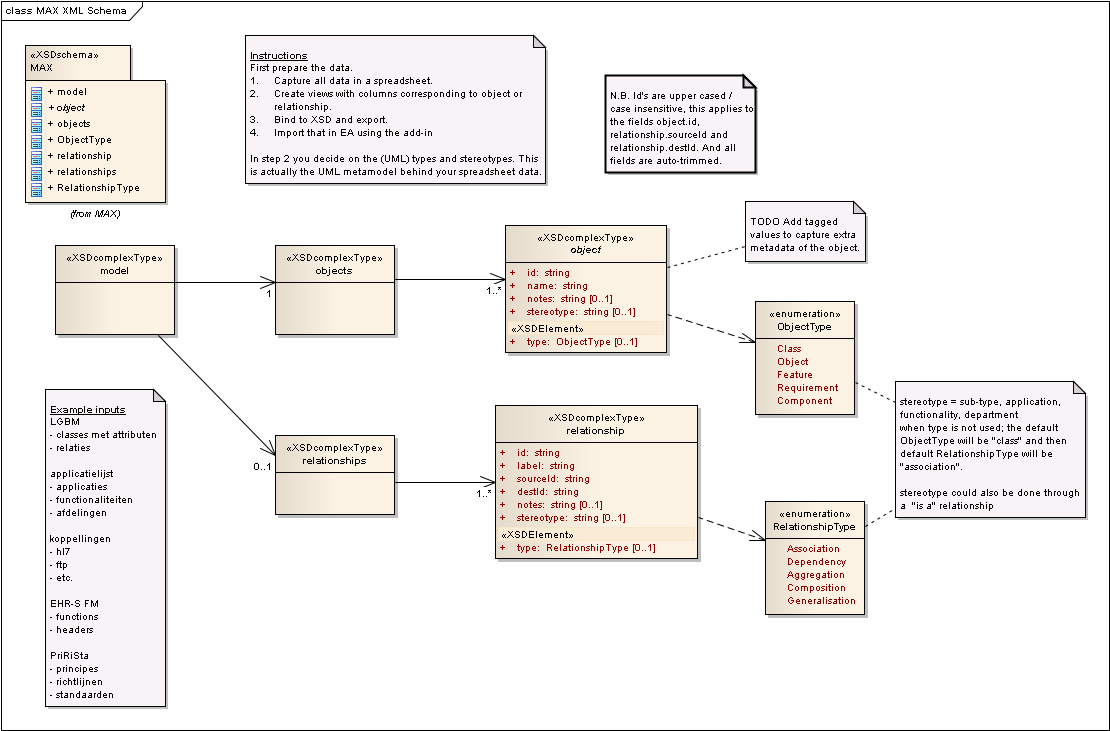 class MAX XML Schema
«XSDschema»
MAX
+ model
+ object
+ objects
+ ObjectType
+ relationship
+ relationships
+ RelationshipType
(from MAX)
Instructions
First prepare the data.
1. Capture all data in a spreadsheet.
2. Create views with columns corresponding to object or
relationship.
3. Bind to XSD and export.
4. Import that in EA using the add-in
In step 2 you decide on the (UML) types and stereotypes. This
is actually the UML metamodel behind your spreadsheet data.
N.B. Id's are upper cased /
case insensitive, this applies to
the fields object.id,
relationship.sourceId and
relationship.destId. And all
fields are auto-trimmed.
TODO Add tagged
values to capture extra
metadata of the object.
«XSDcomplexType»
model
1
«XSDcomplexType»
objects
1..*
«XSDcomplexType»
object
+ id: string
+ name: string
+ notes: string [0..1]
+ stereotype: string [0..1]
«XSDElement»
+ type: ObjectType [0..1]
«enumeration»
ObjectType
Class
Object
Feature
Requirement
Component
stereotype = sub-type, application,
functionality, department
when type is not used; the default
ObjectType will be "class" and then
default RelationshipType will be
"association".
stereotype could also be done through
a "is a" relationship
Example inputs
LGBM
- classes met attributen
- relaties
applicatielijst
- applicaties
- functionaliteiten
- afdelingen
koppellingen
- hl7
- ftp
- etc.
EHR-S FM
- functions
- headers
PriRiSta
- principes
- richtlijnen
- standaarden
0..1
«XSDcomplexType»
relationships
1..*
«XSDcomplexType»
relationship
+ id: string
+ label: string
+ sourceId: string
+ destId: string
+ notes: string [0..1]
+ stereotype: string [0..1]
«XSDElement»
+ type: RelationshipType [0..1]
«enumeration»
RelationshipType
Association
Dependency
Aggregation
Composition
Generalisation